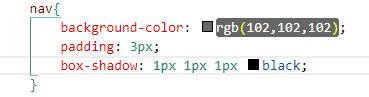 nav{
background-color: rgb(102,102,102);
padding: 3px;
box-shadow: 1px 1px 1px black;
}